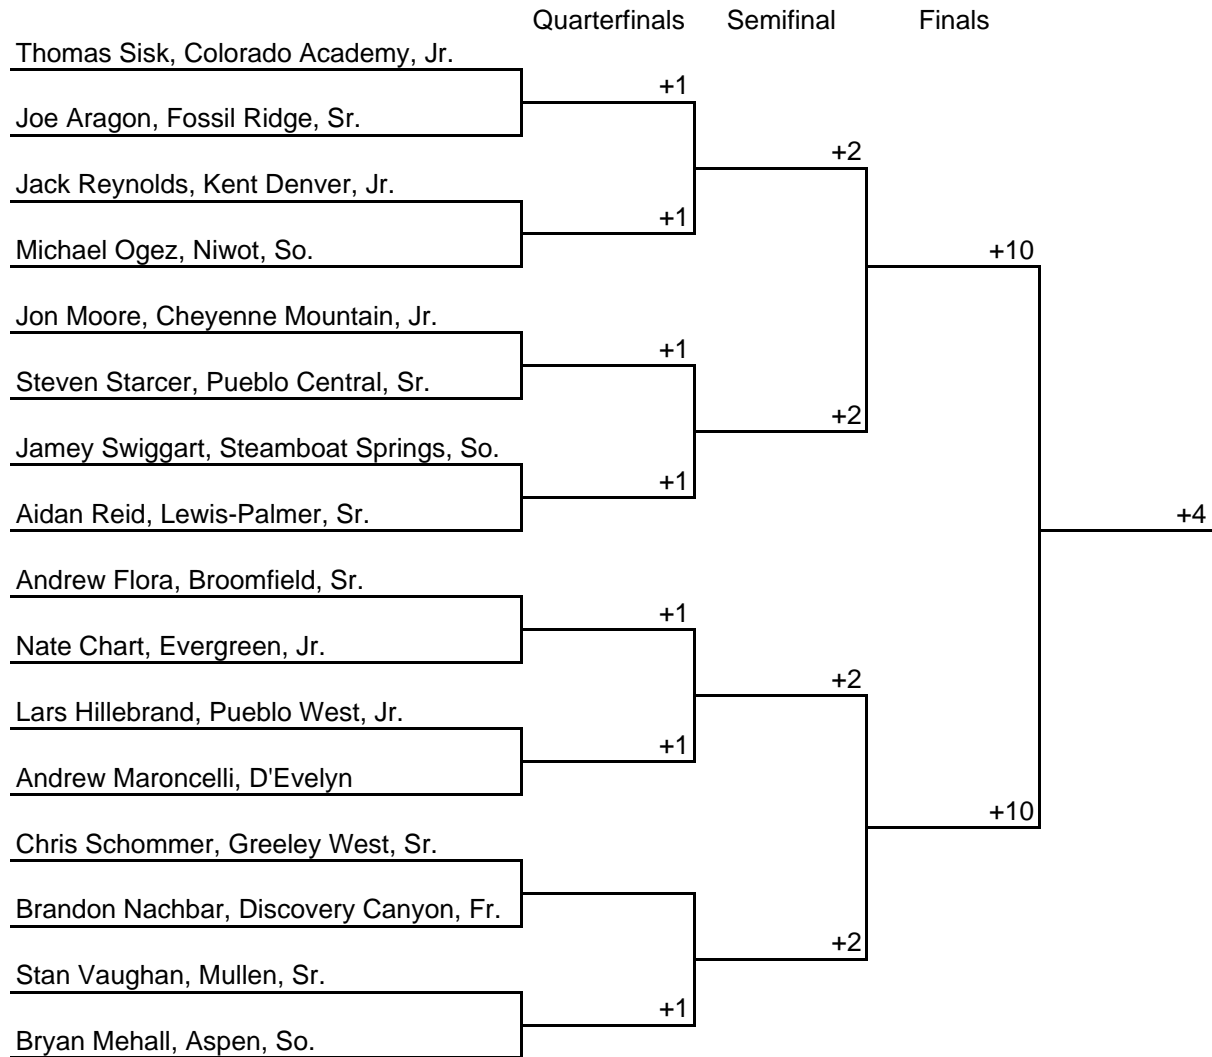 Quarterfinals Semifinal Finals
Thomas Sisk, Colorado Academy, Jr.
+1
Joe Aragon, Fossil Ridge, Sr.
+2
Jack Reynolds, Kent Denver, Jr.
+1
Michael Ogez, Niwot, So.
+10
Jon Moore, Cheyenne Mountain, Jr.
+1
Steven Starcer, Pueblo Central, Sr.
+2
Jamey Swiggart, Steamboat Springs, So.
+1
Aidan Reid, Lewis-Palmer, Sr.
+4
Andrew Flora, Broomfield, Sr.
+1
Nate Chart, Evergreen, Jr.
+2
Lars Hillebrand, Pueblo West, Jr.
+1
Andrew Maroncelli, D'Evelyn
+10
Chris Schommer, Greeley West, Sr.
Brandon Nachbar, Discovery Canyon, Fr.
+2
Stan Vaughan, Mullen, Sr.
+1
Bryan Mehall, Aspen, So.